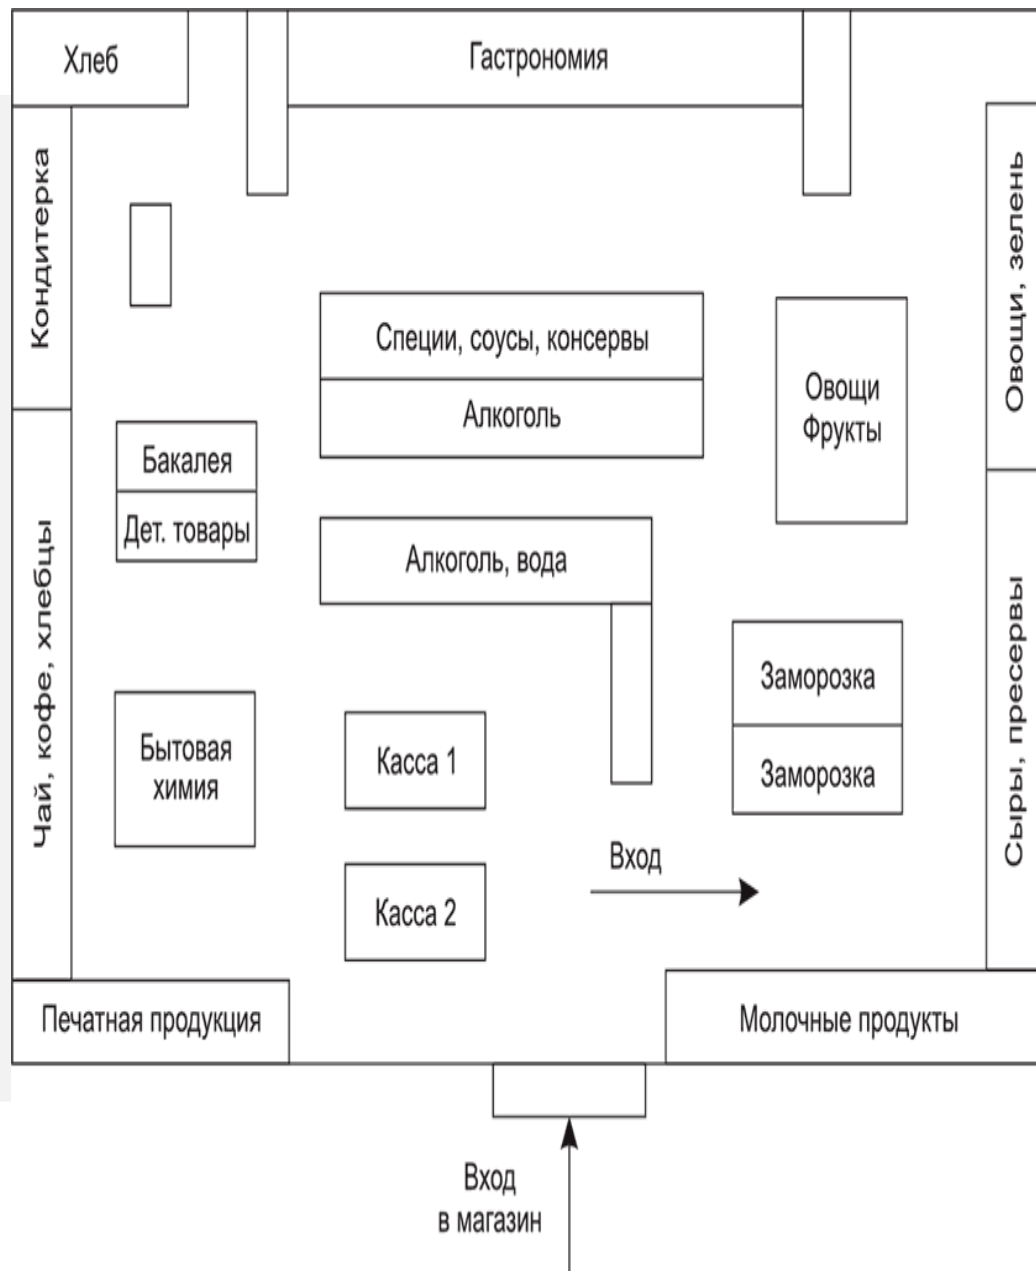 Хлеб
Гастрономия
Кондитерка
Овощи, зелень
Специи, соусы, консервы
Алкоголь
Овощи
Фрукты
Бакалея
Дет. товары
Алкоголь, вода
Чай, кофе, хлебцы
Сыры, пресервы
Заморозка
Заморозка
Бытовая
химия
Касса 1
Касса 2
Вход
Печатная продукция
Молочные продукты
Вход
в магазин